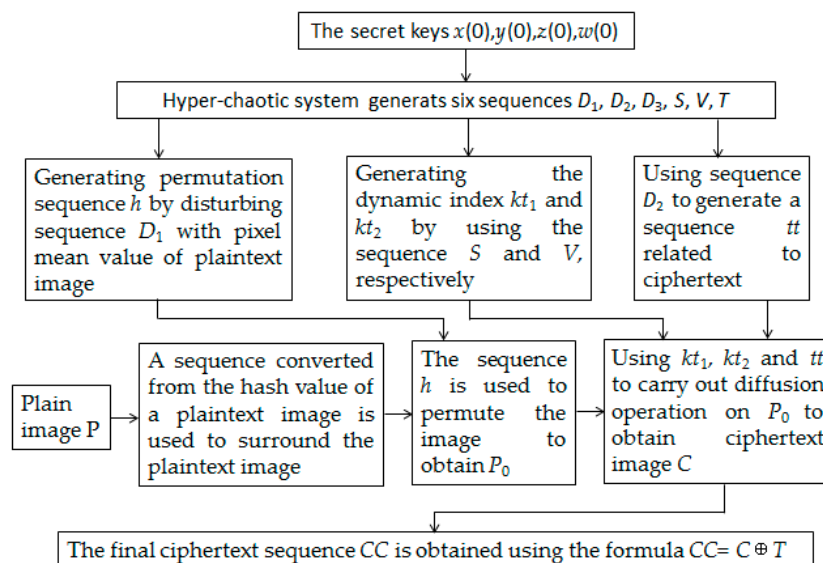 The secret keys x(0),y(0),z(0),w(0)
Hyper-chaotic system generats six sequences D₁, D₂, D₃, S, V, T
Generating permutation
sequence h by disturbing
sequence D₁ with pixel
mean value of plaintext
image
Generating the
dynamic index kt₁ and
kt₂ by using the
sequence S and V,
respectively
Using sequence
D₂ to generate a
sequence tt
related to
ciphertext
Plain
image P
A sequence converted
from the hash value of
a plaintext image is
used to surround the
plaintext image
The sequence
h is used to
permute the
image to
obtain P₀
Using kt₁, kt₂ and tt
to carry out diffusion
operation on P₀ to
obtain ciphertext
image C
The final ciphertext sequence CC is obtained using the formula CC= C ⊕ T